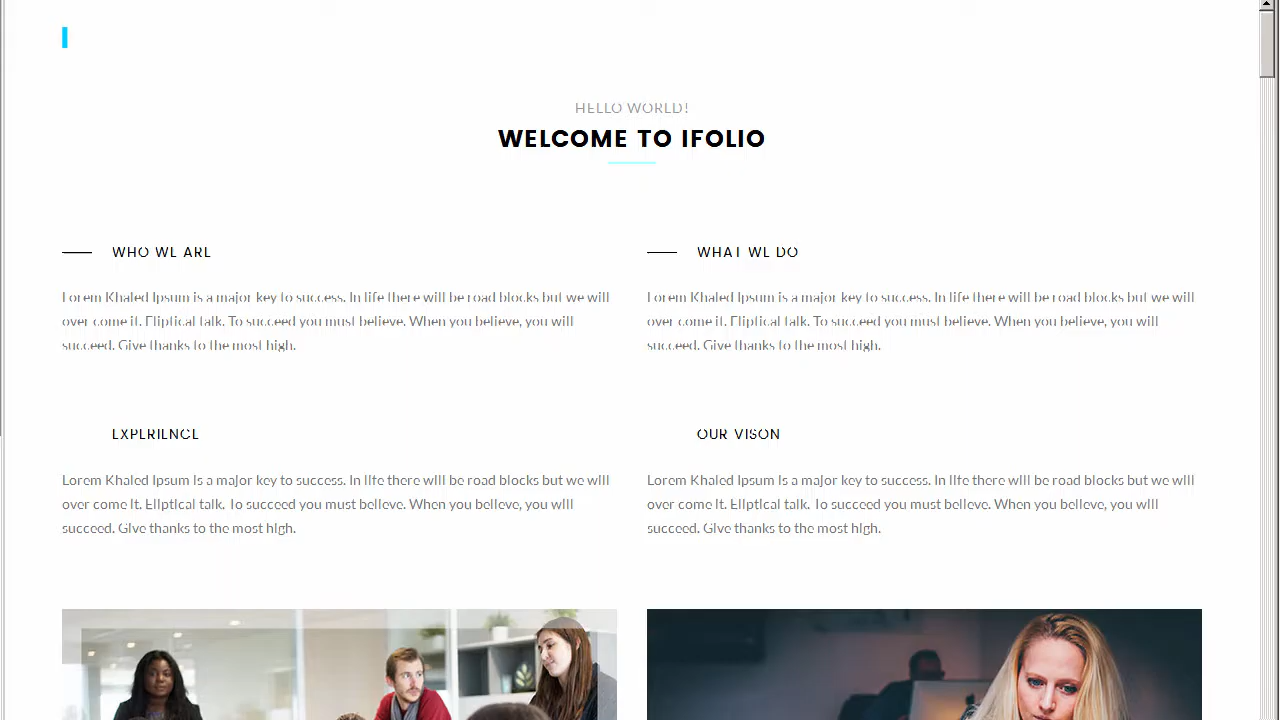 HELLO WORLD!
WELCOME TO IFOLIO
WHO WE ARE
Lorem Khaled Ipsum is a major key to success. In life there will be road blocks but we will
over come it. Eliptical talk. To succeed you must believe. When you believe, you will
succeed. Give thanks to the most high.
WHAT WE DO
Lorem Khaled Ipsum is a major key to success. In life there will be road blocks but we will
over come it. Eliptical talk. To succeed you must believe. When you believe, you will
succeed. Give thanks to the most high.
EXPERIENCE
Lorem Khaled Ipsum is a major key to success. In life there will be road blocks but we will
over come it. Eliptical talk. To succeed you must believe. When you believe, you will
succeed. Give thanks to the most high.
OUR VISON
Lorem Khaled Ipsum is a major key to success. In life there will be road blocks but we will
over come it. Eliptical talk. To succeed you must believe. When you believe, you will
succeed. Give thanks to the most high.